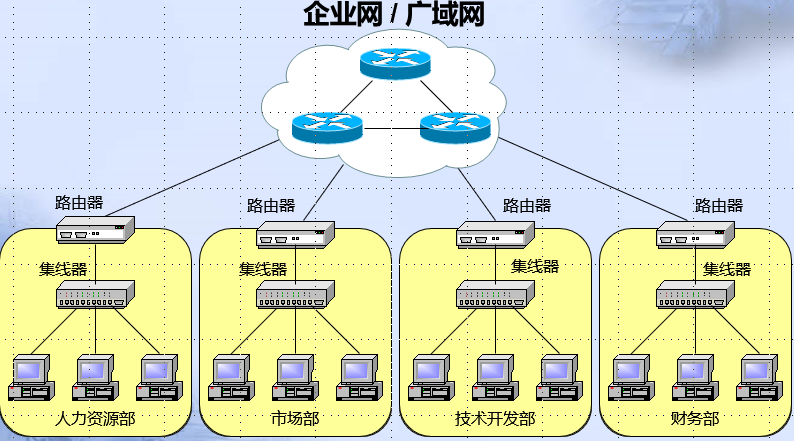 企业网 / 广域网
路由器
路由器
路由器
路由器
集线器
集线器
集线器
集线器
人力资源部
市场部
技术开发部
财务部